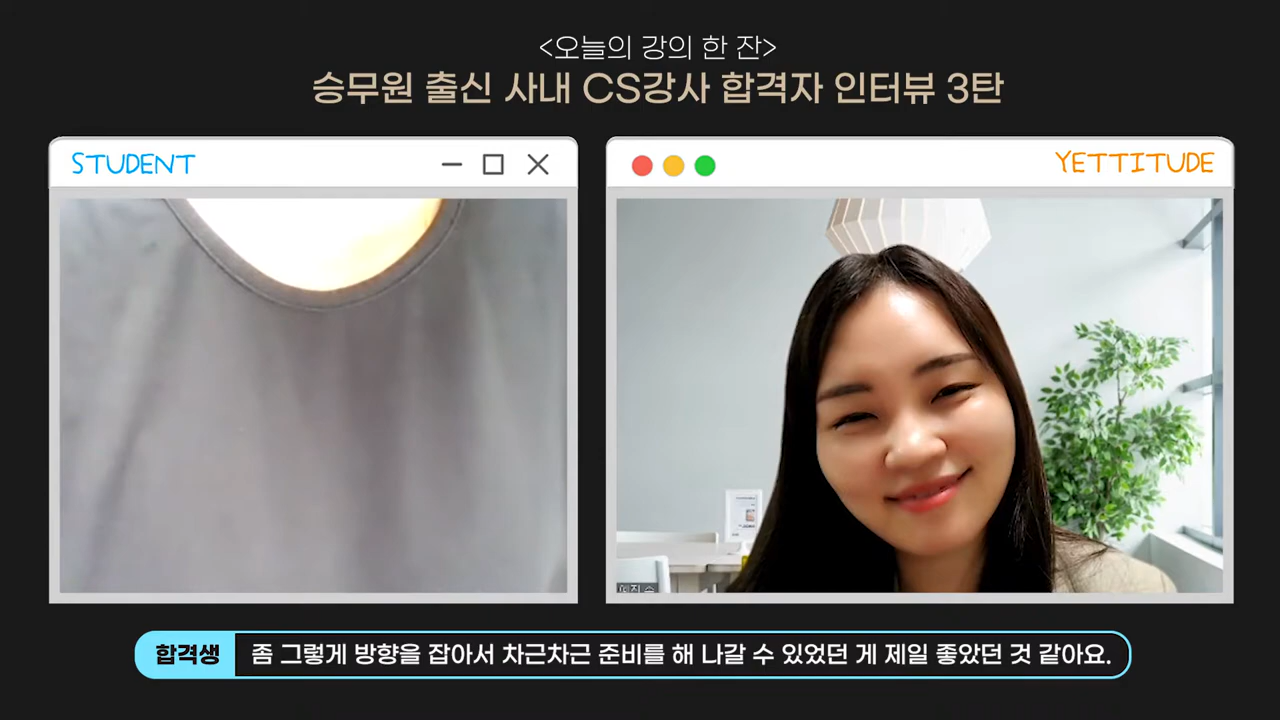 <오늘의 강의 한 잔>
승무원 출신 사내 CS강사 합격자 인터뷰 3탄
STUDENT
YETTITUDE
합격생 좀 그렇게 방향을 잡아서 차근차근 준비를 해 나갈 수 있었던 게 제일 좋았던 것 같아요.